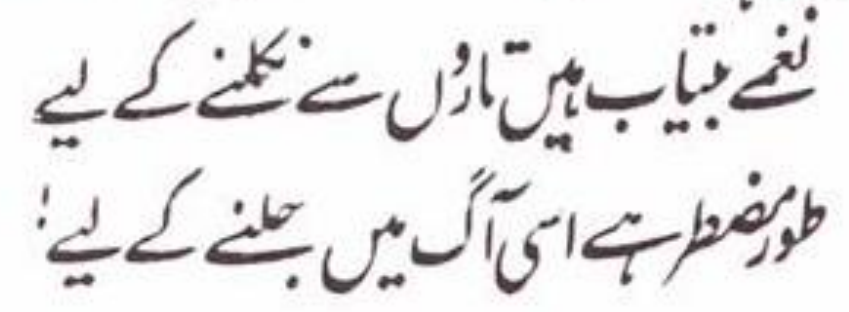 نغمے بیتاب ہیں تاروں سے نکلنے کے لیے
طور مضطر ہے اسی آگ میں جلنے کے لیے!